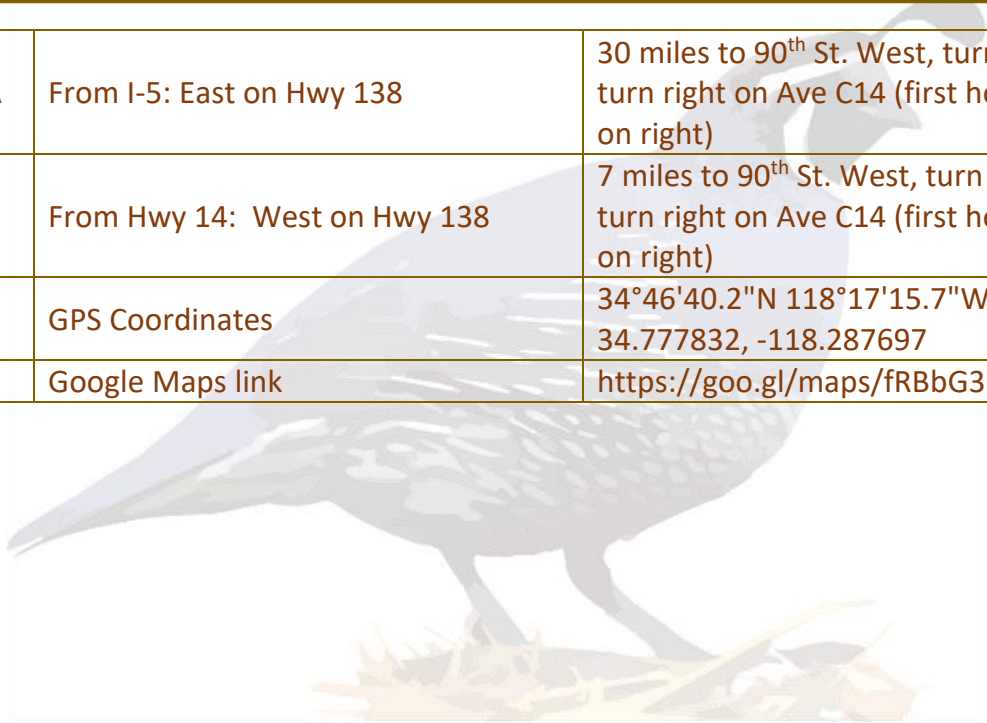 30 miles to 90th St. West, turn
From I-5: East on Hwy 138
turn right on Ave C14 (first
on right)
7 miles to 90th St. West, turn
From Hwy 14:  West on Hwy 138
turn right on Ave C14 (first
on right)
GPS Coordinates
34°46'40.2"N 118°17'15.7"W
34.777832, -118.287697
Google Maps link
https://goo.gl/maps/fRBbG3